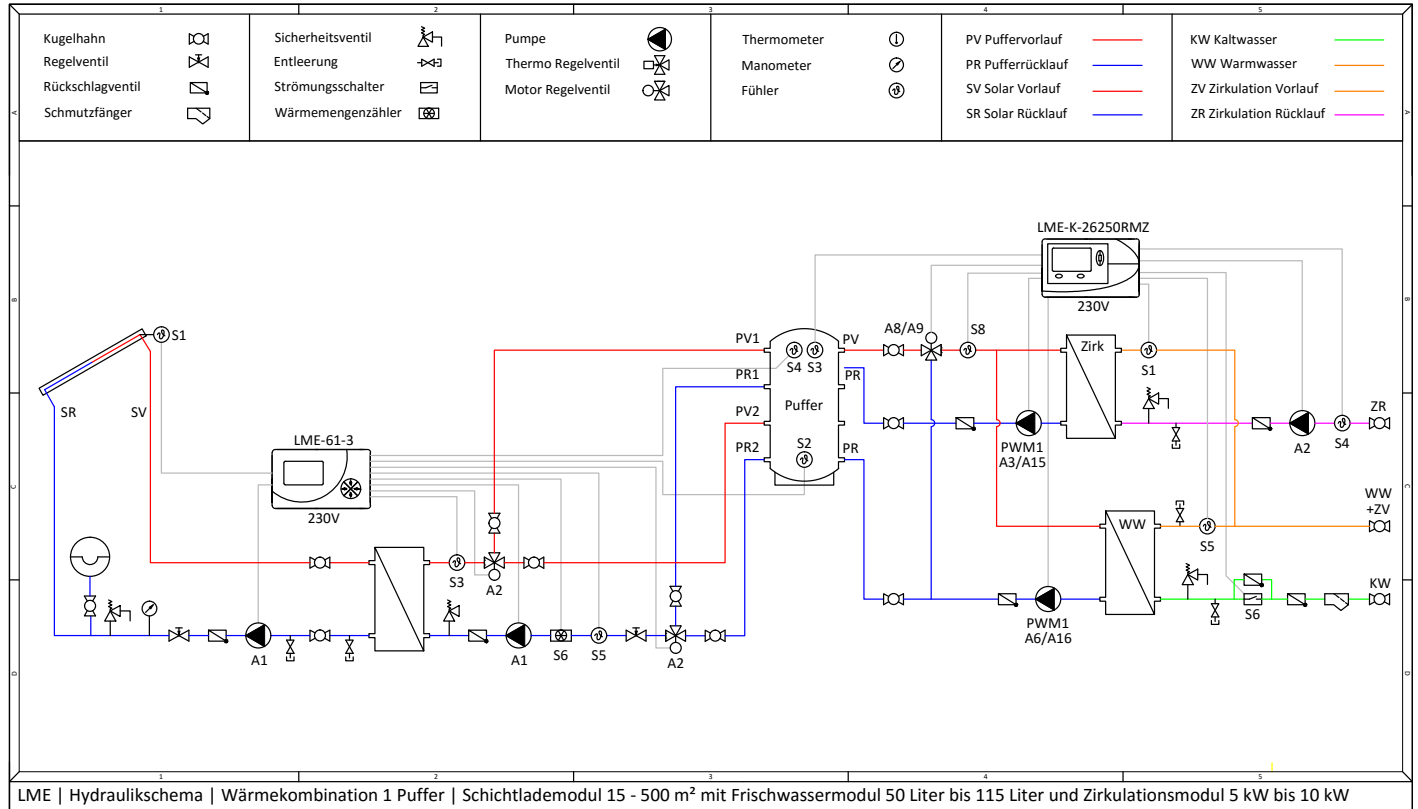 1 2 3 4 5
Kugelhahn
Regelventil
Rückschlagventil
Schmutzfänger
Sicherheitsventil
Entleerung
Strömungsschalter
Wärmemengenzähler
Pumpe
Thermo Regelventil
Motor Regelventil
Thermometer
Manometer
Fühler
PV Puffervorlauf
PR Pufferrücklauf
SV Solar Vorlauf
SR Solar Rücklauf
KW Kaltwasser
WW Warmwasser
ZV Zirkulation Vorlauf
ZR Zirkulation Rücklauf
A A
B B
C C
D D
LME-K-26250RMZ
230V
S1
SR
SV
LME-61-3
230V
PV1
PR1
PV2
PR2
S4 S3
Puffer
S2
PV
PR
PR
A8/A9
S8
Zirk
S1
PWM1
A3/A15
A2
S4
ZR
WW
+ZV
WW
S5
KW
S6
PWM1
A6/A16
S3
A2
A1
A1
S6
S5
A2
1 2 3 4 5
LME | Hydraulikschema | Wärmekombination 1 Puffer | Schichtlademodul 15 - 500 m² mit Frischwassermodul 50 Liter bis 115 Liter und Zirkulationsmodul 5 kW bis 10 kW